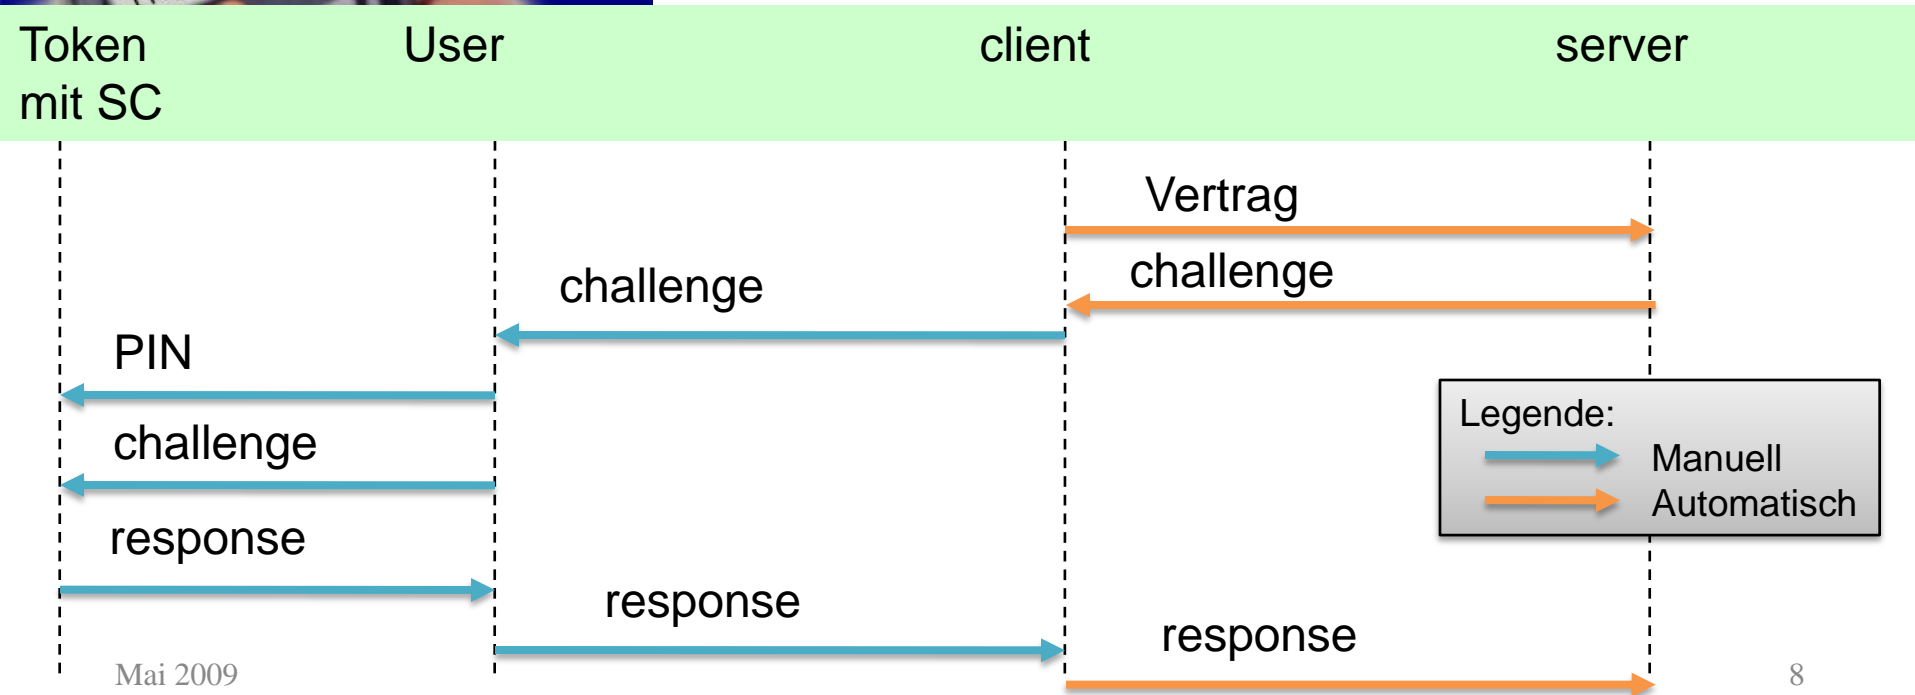 Token User client server
mit SC
Vertrag
challenge
challenge
PIN
challenge
response
response
response
Legende:
Manuell
Automatisch
Mai 2009
8